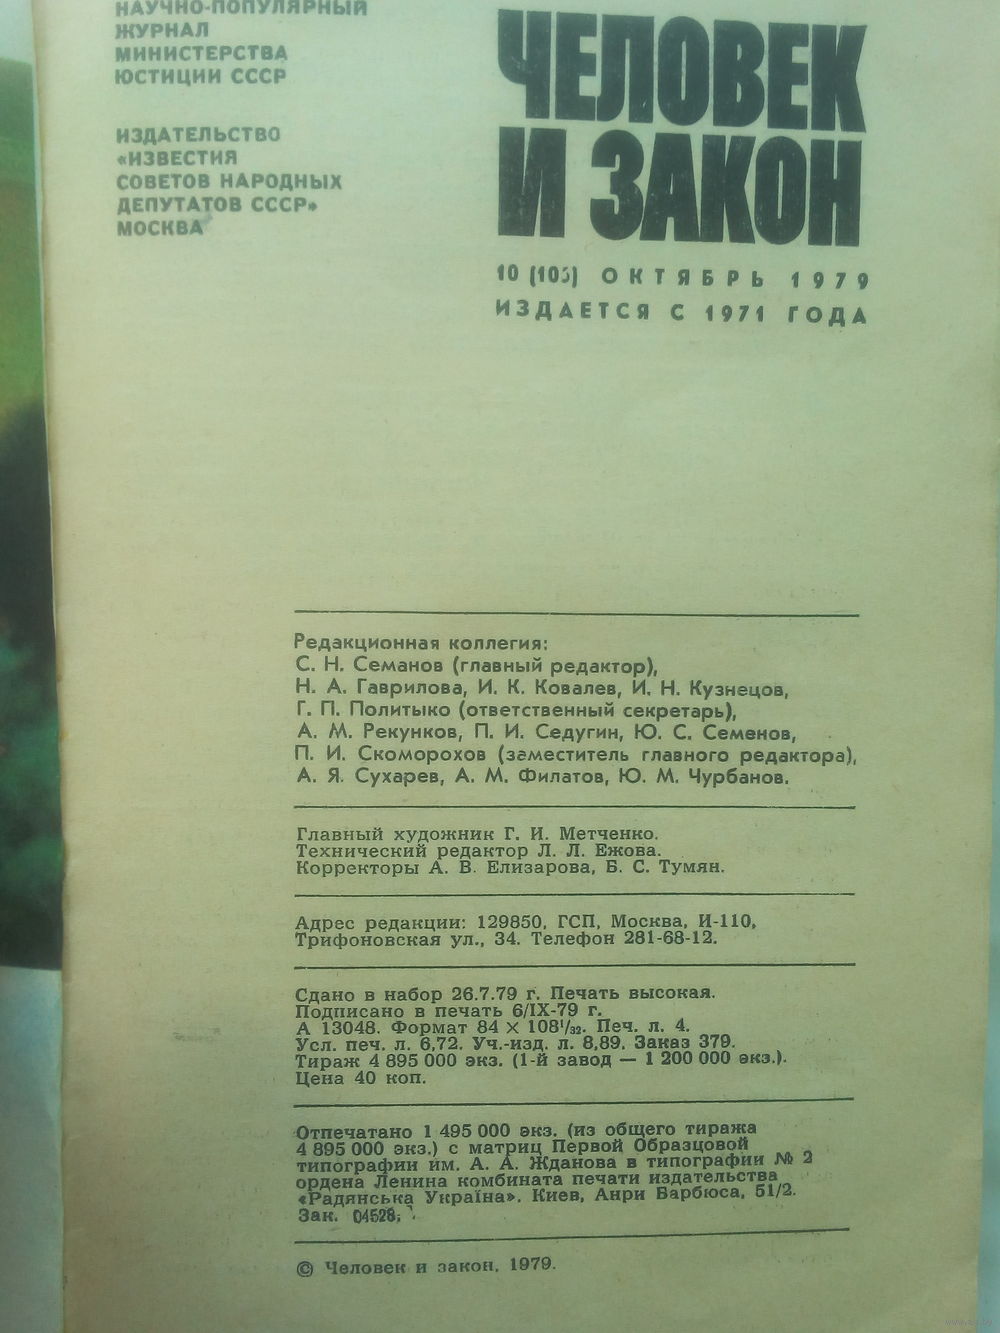 НАУЧНО-ПОПУЛЯРНЫЙ
ЖУРНАЛ
МИНИСТЕРСТВА
ЮСТИЦИИ СССР
ИЗДАТЕЛЬСТВО
«ИЗВЕСТИЯ
СОВЕТОВ НАРОДНЫХ
ДЕПУТАТОВ СССР»
МОСКВА
ЧЕЛОВЕК
И ЗАКОН
10 (106) ОКТЯБРЬ 1979
ИЗДАЕТСЯ С 1971 ГОДА
Редакционная коллегия:
С. Н. Семанов (главный редактор),
Н. А. Гаврилова, И. К. Ковалев, И. Н. Кузнецов,
Г. П. Политыко (ответственный секретарь),
А. М. Рекунков, П. И. Седугин, Ю. С. Семенов,
П. И. Скоморохов (заместитель главного редактора),
А. Я. Сухарев, А. М. Филатов, Ю. М. Чурбанов.
Главный художник Г. И. Метченко.
Технический редактор Л. Л. Ежова.
Корректоры А. В. Елизарова, Б. С. Тумян.
Адрес редакции: 129850, ГСП, Москва, И-110,
Трифоновская ул., 34. Телефон 281-68-12.
Сдано в набор 26.7.79 г. Печать высокая.
Подписано в печать 6/IX-79 г.
А 13048. Формат 84 × 108¹/₃₂. Печ. л. 4.
Усл. печ. л. 6,72. Уч.-изд. л. 8,89. Заказ 379.
Тираж 4 895 000 экз. (1-й завод — 1 200 000 экз.).
Цена 40 коп.
Отпечатано 1 495 000 экз. (из общего тиража
4 895 000 экз.) с матриц Первой Образцовой
типографии им. А. А. Жданова в типографии № 2
ордена Ленина комбината печати издательства
«Радянська Україна». Киев, Анри Барбюса, 51/2.
Зак. 04528.
© Человек и закон, 1979.